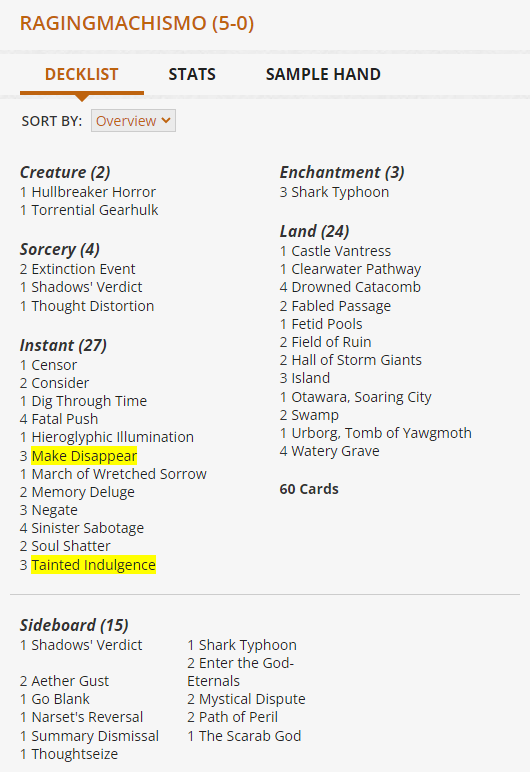 RAGINGMACHISMO (5-0)
DECKLIST STATS SAMPLE HAND
SORT BY: Overview
Creature (2)
1 Hullbreaker Horror
1 Torrential Gearhulk
Sorcery (4)
2 Extinction Event
1 Shadows' Verdict
1 Thought Distortion
Instant (27)
1 Censor
2 Consider
1 Dig Through Time
4 Fatal Push
1 Hieroglyphic Illumination
3 Make Disappear
1 March of Wretched Sorrow
2 Memory Deluge
3 Negate
4 Sinister Sabotage
2 Soul Shatter
3 Tainted Indulgence
Enchantment (3)
3 Shark Typhoon
Land (24)
1 Castle Vantress
1 Clearwater Pathway
4 Drowned Catacomb
2 Fabled Passage
1 Fetid Pools
2 Field of Ruin
2 Hall of Storm Giants
3 Island
1 Otawara, Soaring City
2 Swamp
1 Urborg, Tomb of Yawgmoth
4 Watery Grave
60 Cards
Sideboard (15)
1 Shadows' Verdict
2 Aether Gust
1 Go Blank
1 Narset's Reversal
1 Summary Dismissal
1 Thoughtseize
1 Shark Typhoon
2 Enter the God-
Eternals
2 Mystical Dispute
2 Path of Peril
1 The Scarab God